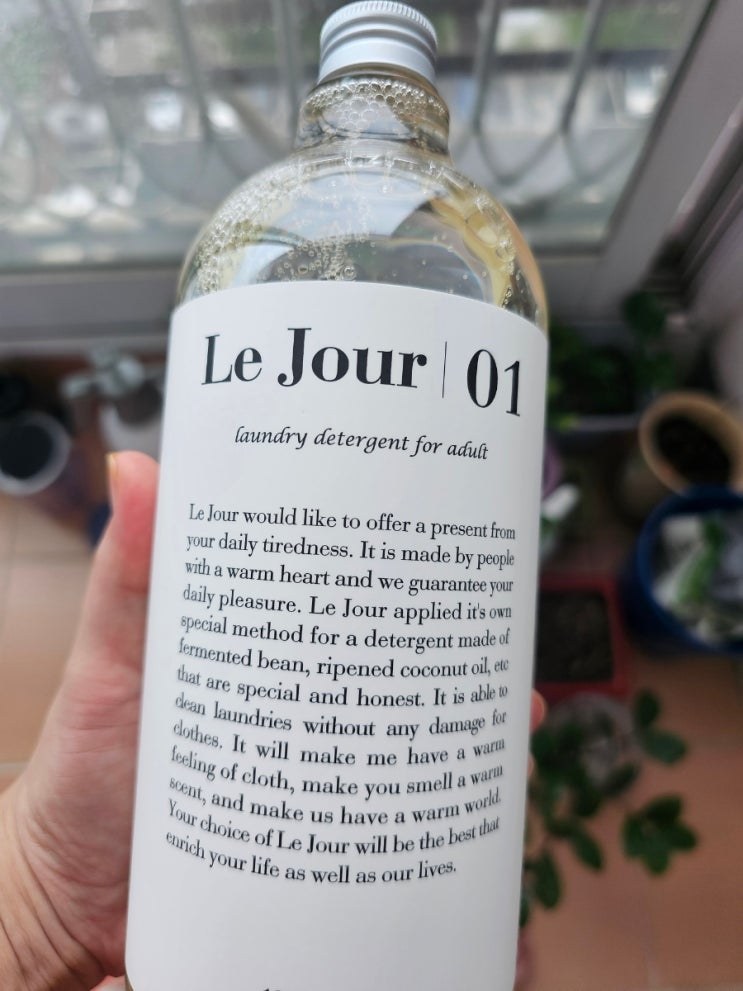 Le Jour | 01
laundry detergent for adult
Le Jour would like to offer a present from
your daily tiredness. It is made by people
with a warm heart and we guarantee your
daily pleasure. Le Jour applied it's own
special method for a detergent made of
fermented bean, ripened coconut oil, etc
that are special and honest. It is able to
clean laundries without any damage for
clothes. It will make me have a warm
feeling of cloth, make you smell a warm
scent, and make us have a warm world.
Your choice of Le Jour will be the best that
enrich your life as well as our lives.